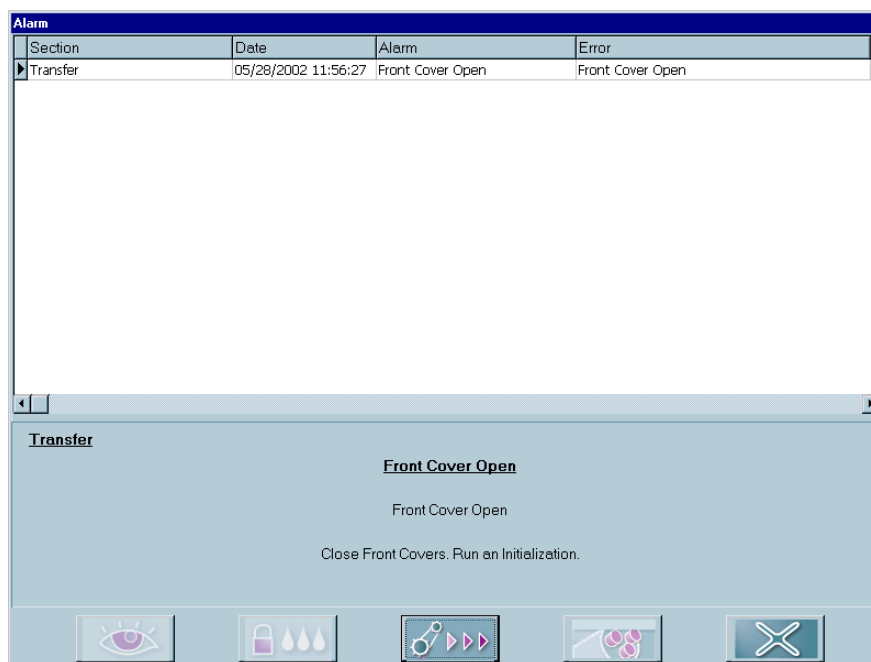 Alarm
Section Date Alarm Error
Transfer 05/28/2002 11:56:27 Front Cover Open Front Cover Open
Transfer
Front Cover Open
Front Cover Open
Close Front Covers. Run an Initialization.